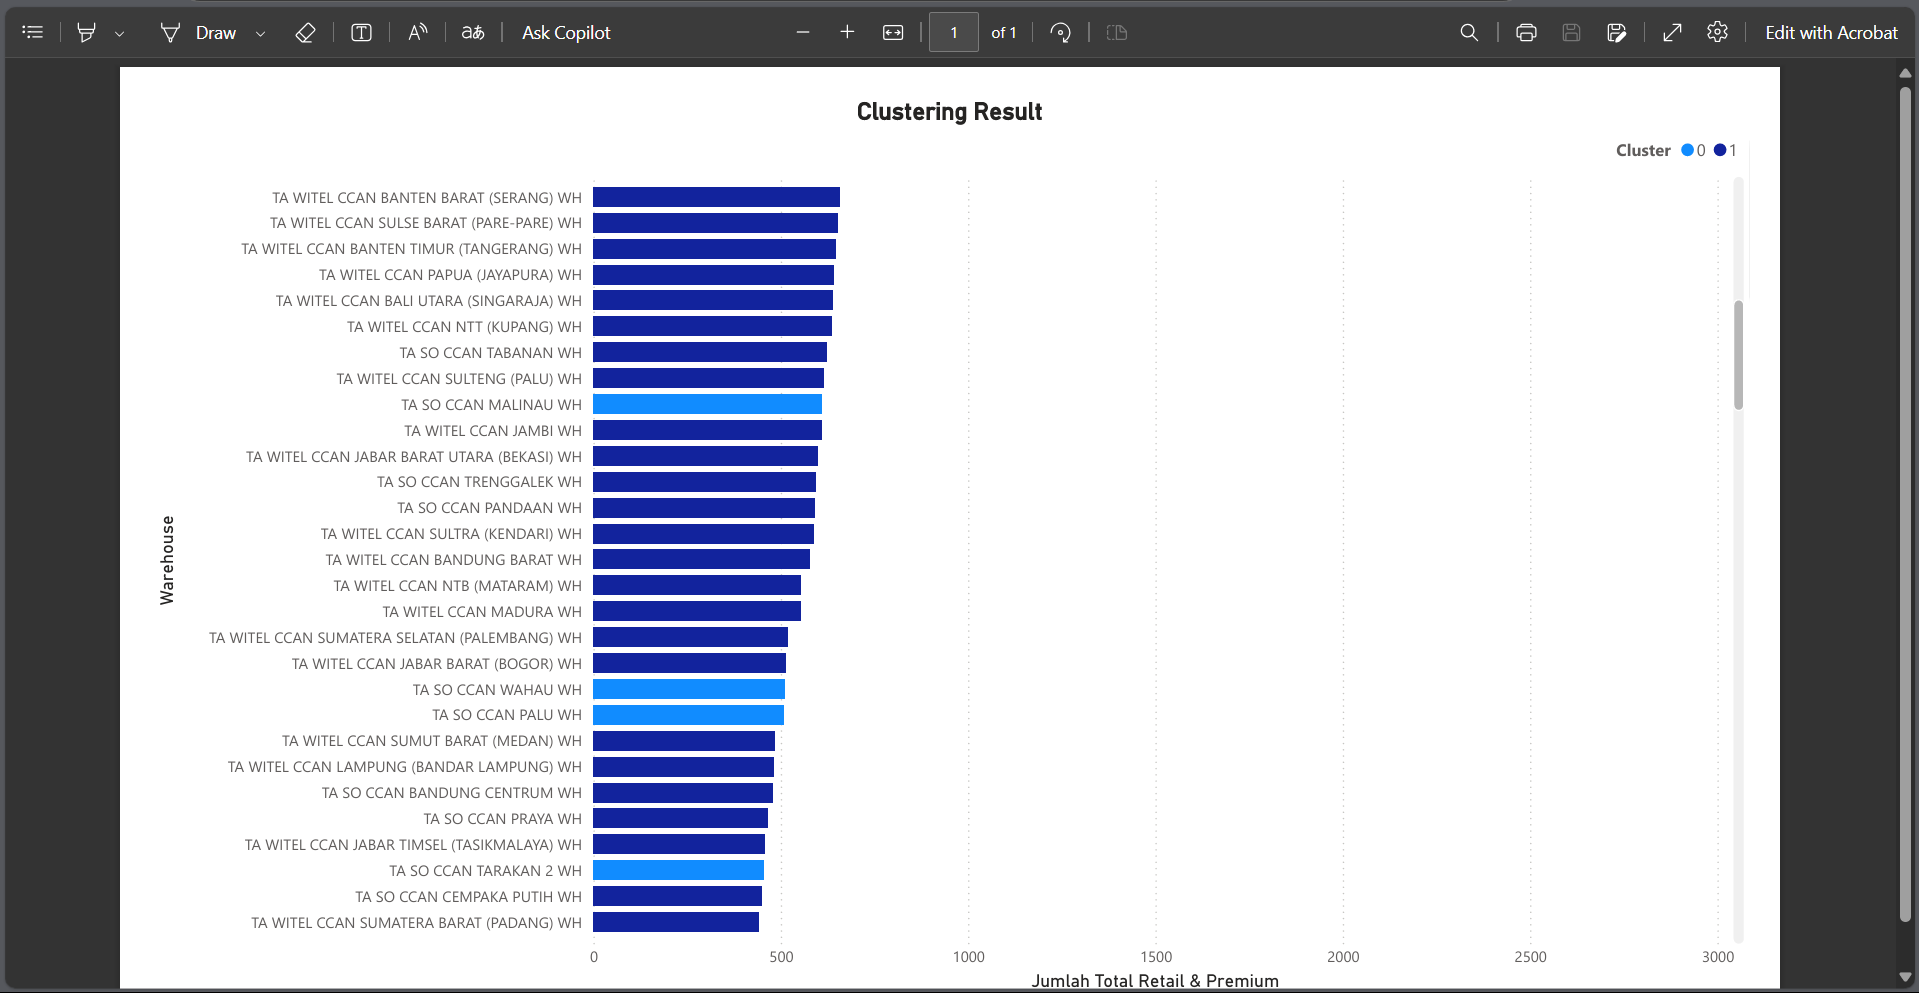 Draw
aあ
Ask Copilot
1 of 1
Edit with Acrobat
Clustering Result
Cluster 0 1
TA WITEL CCAN BANTEN BARAT (SERANG) WH
TA WITEL CCAN SULSE BARAT (PARE-PARE) WH
TA WITEL CCAN BANTEN TIMUR (TANGERANG) WH
TA WITEL CCAN PAPUA (JAYAPURA) WH
TA WITEL CCAN BALI UTARA (SINGARAJA) WH
TA WITEL CCAN NTT (KUPANG) WH
TA SO CCAN TABANAN WH
TA WITEL CCAN SULTENG (PALU) WH
TA SO CCAN MALINAU WH
TA WITEL CCAN JAMBI WH
TA WITEL CCAN JABAR BARAT UTARA (BEKASI) WH
TA SO CCAN TRENGGALEK WH
TA SO CCAN PANDAAN WH
TA WITEL CCAN SULTRA (KENDARI) WH
TA WITEL CCAN BANDUNG BARAT WH
TA WITEL CCAN NTB (MATARAM) WH
TA WITEL CCAN MADURA WH
TA WITEL CCAN SUMATERA SELATAN (PALEMBANG) WH
TA WITEL CCAN JABAR BARAT (BOGOR) WH
TA SO CCAN WAHAU WH
TA SO CCAN PALU WH
TA WITEL CCAN SUMUT BARAT (MEDAN) WH
TA WITEL CCAN LAMPUNG (BANDAR LAMPUNG) WH
TA SO CCAN BANDUNG CENTRUM WH
TA SO CCAN PRAYA WH
TA WITEL CCAN JABAR TIMSEL (TASIKMALAYA) WH
TA SO CCAN TARAKAN 2 WH
TA SO CCAN CEMPAKA PUTIH WH
TA WITEL CCAN SUMATERA BARAT (PADANG) WH
Warehouse
0 500 1000 1500 2000 2500 3000
Jumlah Total Retail & Premium